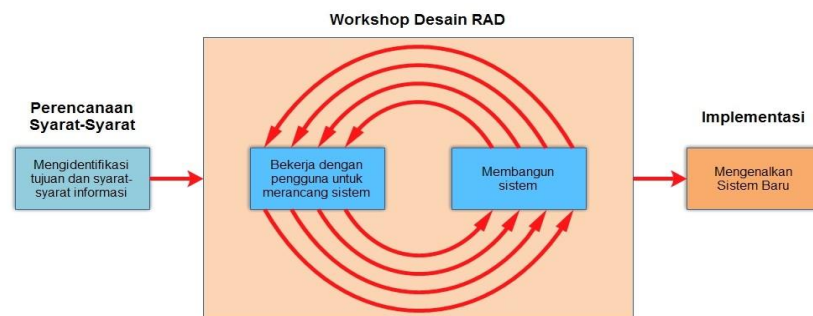 Workshop Desain RAD
Perencanaan
Syarat-Syarat
Mengidentifikasi
tujuan dan syarat-
syarat informasi
Bekerja dengan
pengguna untuk
merancang sistem
Membangun
sistem
Implementasi
Mengenalkan
Sistem Baru